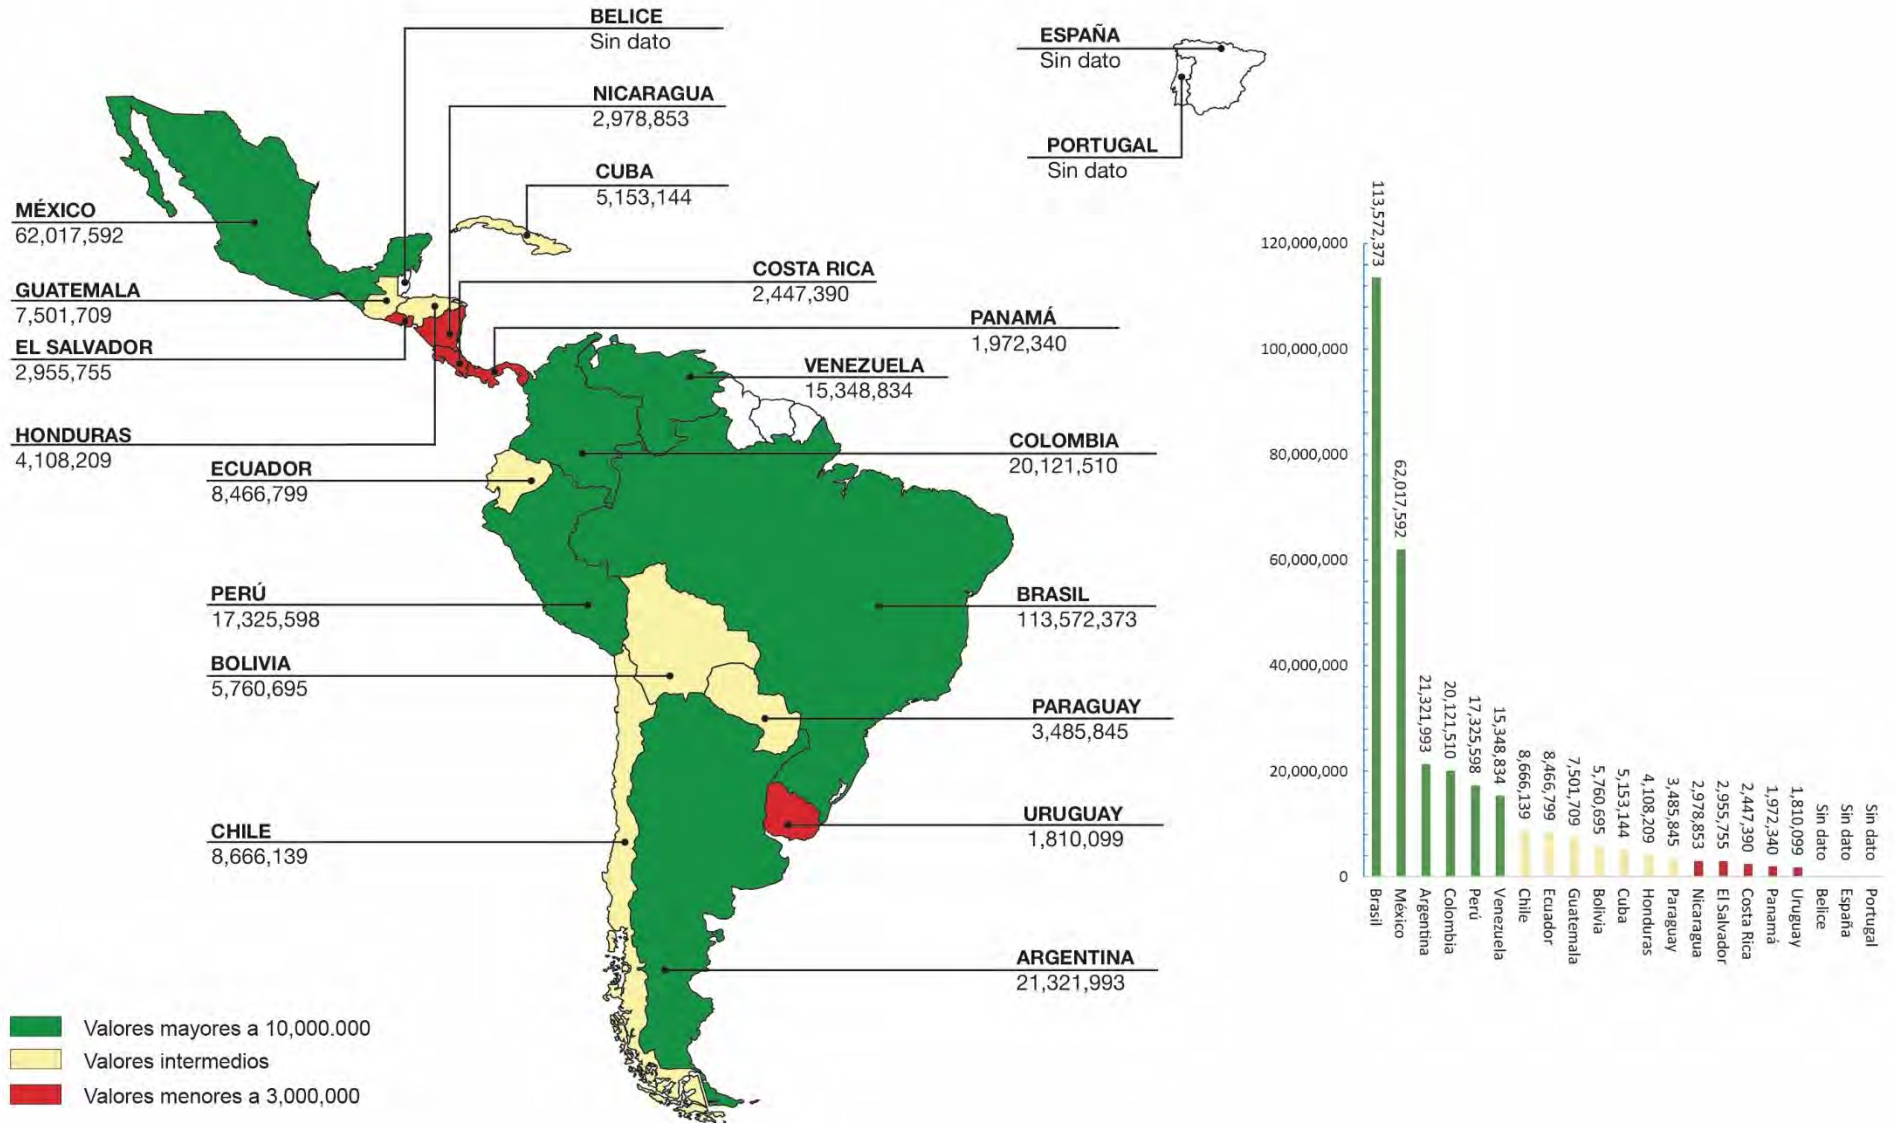 BELICE
Sin dato
NICARAGUA
2,978,853
CUBA
5,153,144
ESPAÑA
Sin dato
PORTUGAL
Sin dato
MÉXICO
62,017,592
GUATEMALA
7,501,709
EL SALVADOR
2,955,755
HONDURAS
4,108,209
COSTA RICA
2,447,390
PANAMÁ
1,972,340
VENEZUELA
15,348,834
COLOMBIA
20,121,510
ECUADOR
8,466,799
PERÚ
17,325,598
BRASIL
113,572,373
BOLIVIA
5,760,695
PARAGUAY
3,485,845
CHILE
8,666,139
URUGUAY
1,810,099
ARGENTINA
21,321,993
Valores mayores a 10,000.000
Valores intermedios
Valores menores a 3,000,000
120,000,000
100,000,000
80,000,000
60,000,000
40,000,000
20,000,000
0
113,572,373
62,017,592
21,321,993
20,121,510
17,325,598
15,348,834
8,666,139
8,466,799
7,501,709
5,760,695
5,153,144
4,108,209
3,485,845
2,978,853
2,955,755
2,447,390
1,972,340
1,810,099
Sin dato
Sin dato
Sin dato
Brasil
México
Argentina
Colombia
Perú
Venezuela
Chile
Ecuador
Guatemala
Bolivia
Cuba
Honduras
Paraguay
Nicaragua
El Salvador
Costa Rica
Panamá
Uruguay
Belice
España
Portugal